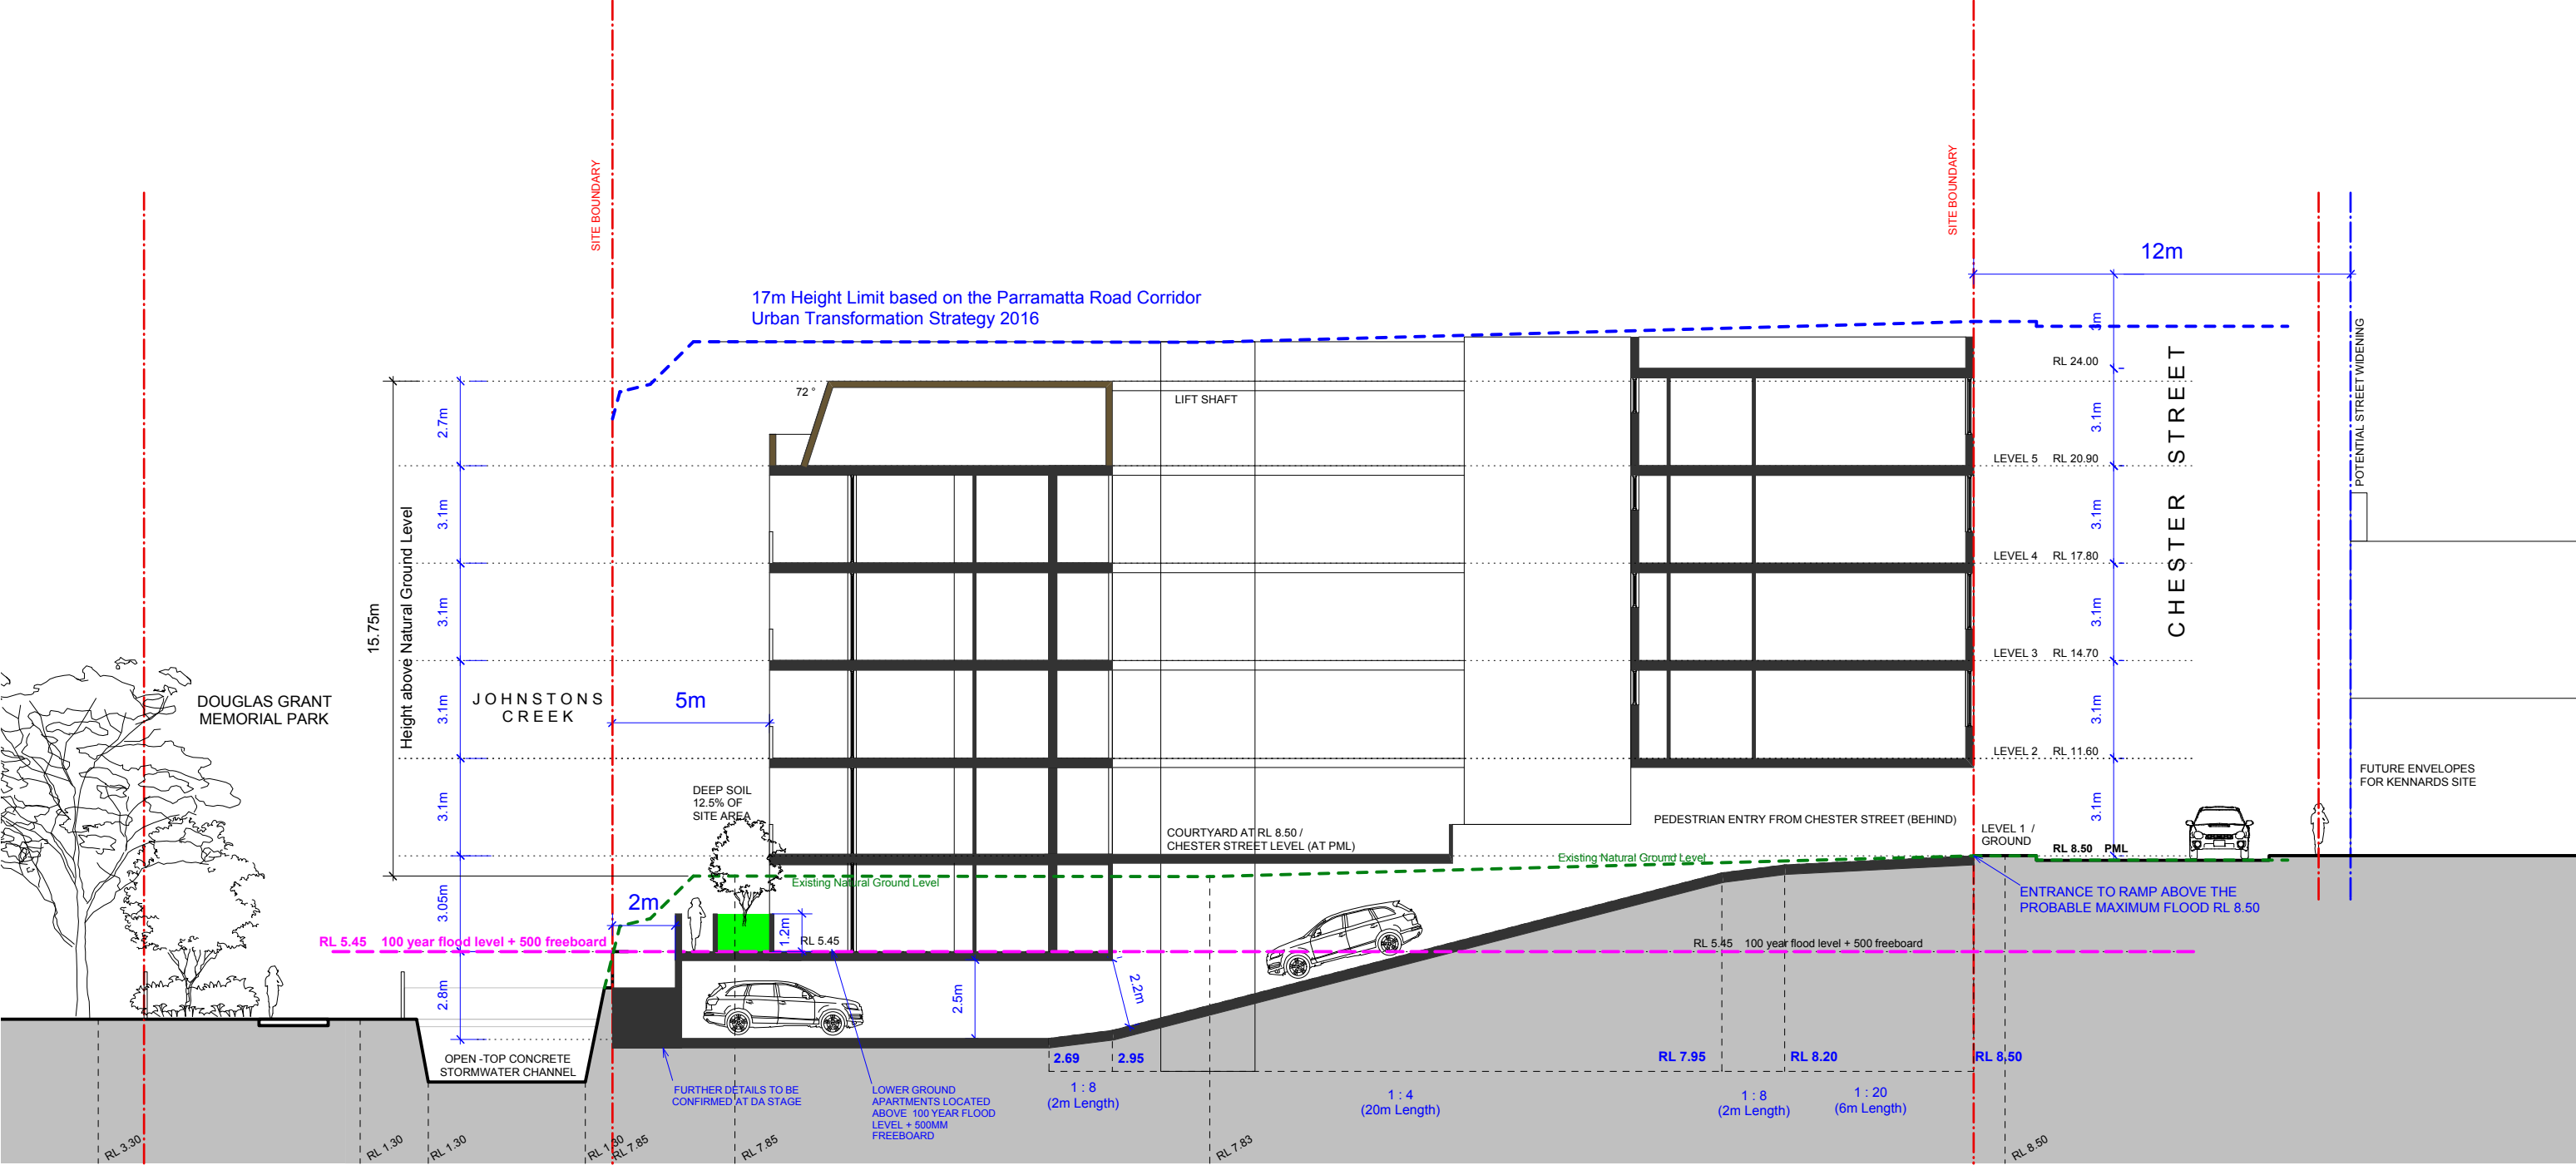 SITE BOUNDARY
SITE BOUNDARY
12m
17m Height Limit based on the Parramatta Road Corridor
Urban Transformation Strategy 2016
3m
POTENTIAL STREET WIDENING
CHESTER STREET
RL 24.00
72 °
LIFT SHAFT
2.7m
3.1m
LEVEL 5 RL 20.90
3.1m
3.1m
LEVEL 4 RL 17.80
Height above Natural Ground Level
15.75m
3.1m
3.1m
LEVEL 3 RL 14.70
DOUGLAS GRANT
MEMORIAL PARK
JOHNSTONS
CREEK
5m
3.1m
3.1m
LEVEL 2 RL 11.60
FUTURE ENVELOPES
FOR KENNARDS SITE
DEEP SOIL
12.5% OF
SITE AREA
3.1m
3.1m
COURTYARD AT RL 8.50 /
CHESTER STREET LEVEL (AT PML)
PEDESTRIAN ENTRY FROM CHESTER STREET (BEHIND)
LEVEL 1 /
GROUND
RL 8.50 PML
Existing Natural Ground Level
Existing Natural Ground Level
ENTRANCE TO RAMP ABOVE THE
PROBABLE MAXIMUM FLOOD RL 8.50
3.05m
2m
1.2m
RL 5.45
RL 5.45 100 year flood level + 500 freeboard
RL 5.45 100 year flood level + 500 freeboard
2.8m
2.5m
2.2m
OPEN -TOP CONCRETE
STORMWATER CHANNEL
2.69
2.95
RL 7.95
RL 8.20
RL 8.50
FURTHER DETAILS TO BE
CONFIRMED AT DA STAGE
LOWER GROUND
APARTMENTS LOCATED
ABOVE 100 YEAR FLOOD
LEVEL + 500MM
FREEBOARD
1 : 8
(2m Length)
1 : 4
(20m Length)
1 : 8
(2m Length)
1 : 20
(6m Length)
RL 3.30
RL 1.30
RL 1.30
RL 1.30
RL 7.85
RL 7.85
RL 7.83
RL 8.50